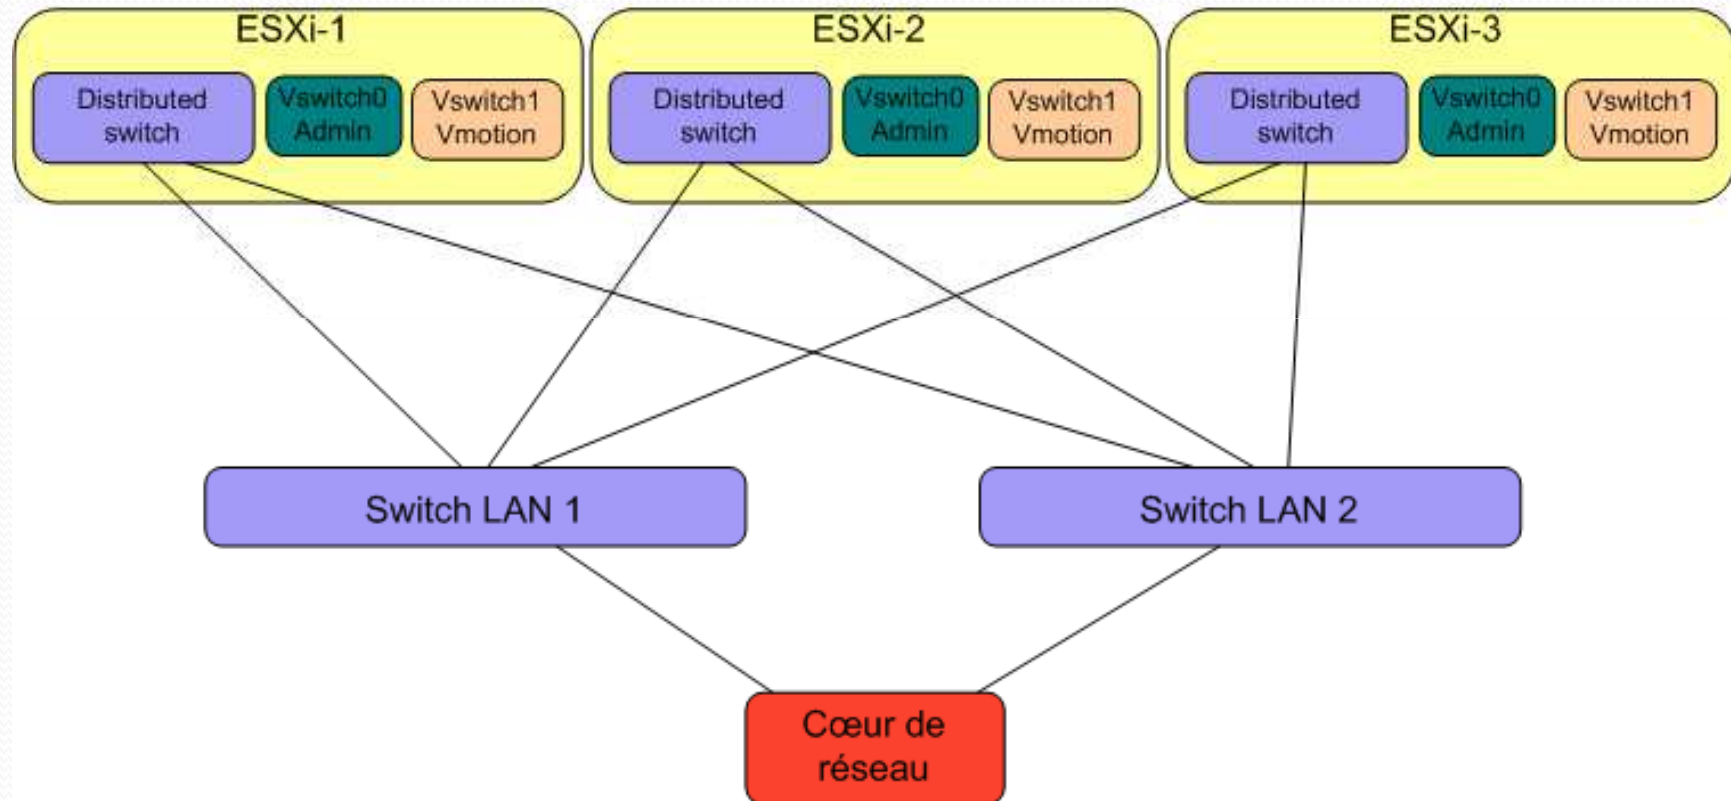 ESXi-1
Distributed
switch
Vswitch0
Admin
Vswitch1
Vmotion
ESXi-2
Distributed
switch
Vswitch0
Admin
Vswitch1
Vmotion
ESXi-3
Distributed
switch
Vswitch0
Admin
Vswitch1
Vmotion
Switch LAN 1
Switch LAN 2
Cœur de
réseau